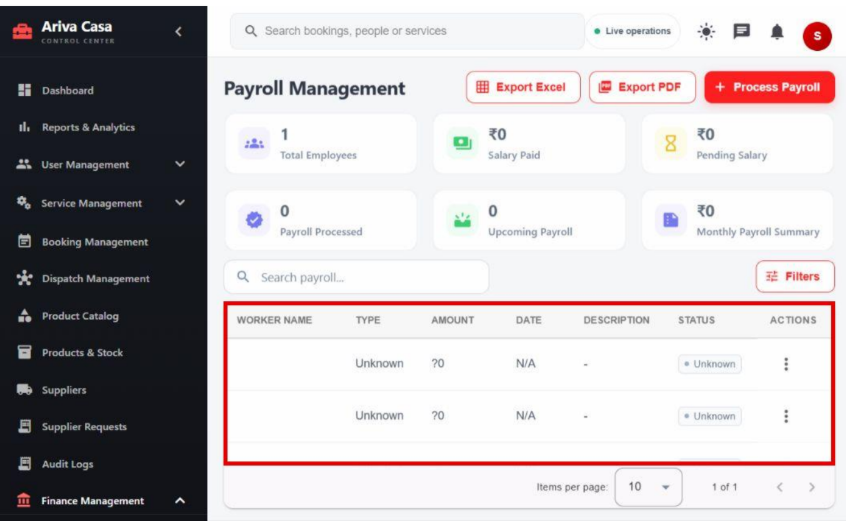 Ariva Casa
CONTROL CENTER
Search bookings, people or services
Live operations
S
Dashboard
Reports & Analytics
User Management
Service Management
Booking Management
Dispatch Management
Product Catalog
Products & Stock
Suppliers
Supplier Requests
Audit Logs
Finance Management
Payroll Management
Export Excel
Export PDF
+ Process Payroll
1
Total Employees
₹0
Salary Paid
₹0
Pending Salary
0
Payroll Processed
0
Upcoming Payroll
₹0
Monthly Payroll Summary
Search payroll...
Filters
WORKER NAME TYPE AMOUNT DATE DESCRIPTION STATUS ACTIONS
Unknown ?0 N/A - Unknown
Unknown ?0 N/A - Unknown
Items per page: 10 1 of 1